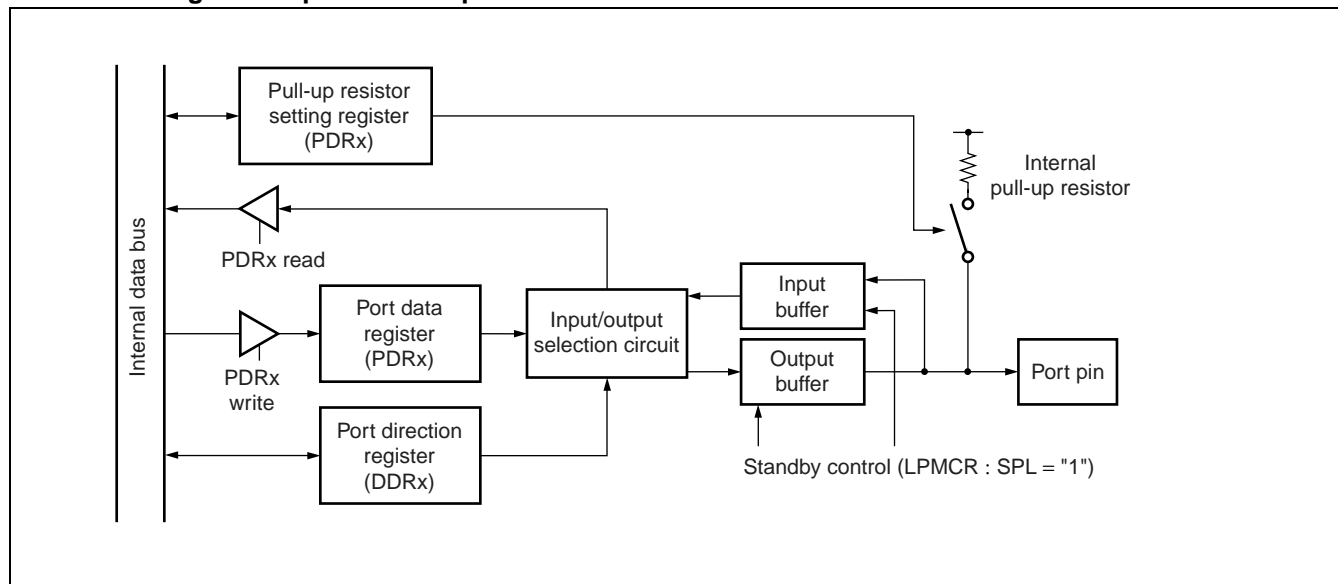 Internal data bus
Pull-up resistor
setting register
(PDRx)
Internal
pull-up resistor
PDRx read
Port data
register
(PDRx)
Input/output
selection circuit
Input
buffer
Output
buffer
Port pin
PDRx
write
Port direction
register
(DDRx)
Standby control (LPMCR : SPL = "1")